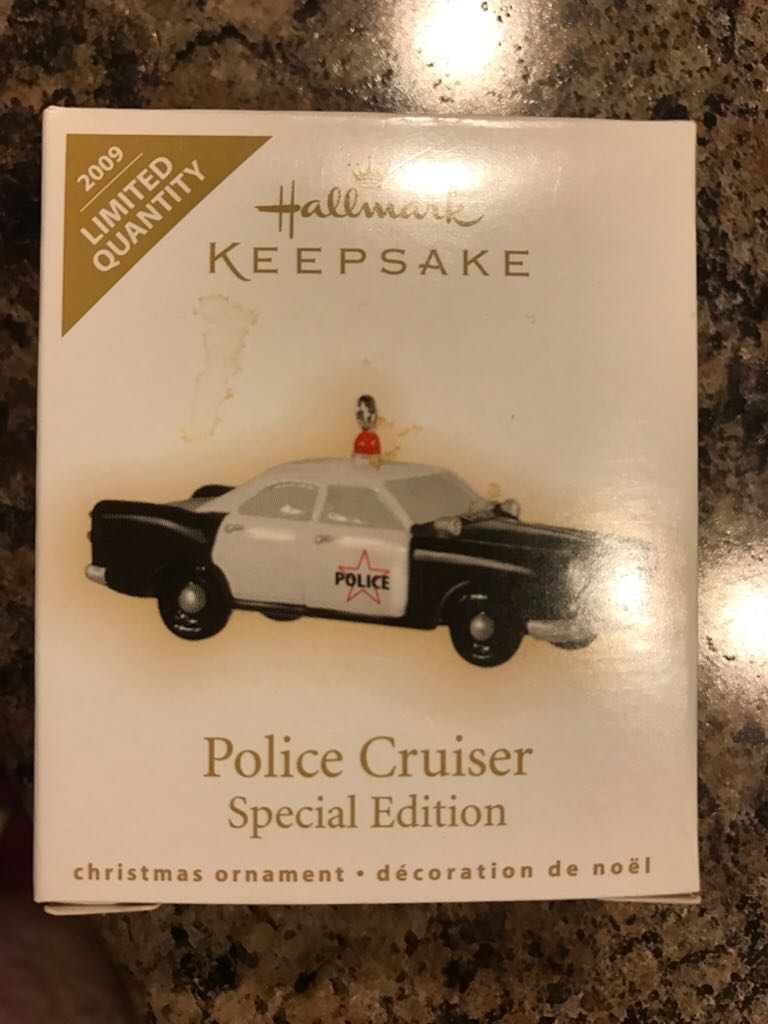 2009
LIMITED
QUANTITY
Hallmark
KEEPSAKE
POLICE
Police Cruiser
Special Edition
christmas ornament • décoration de noël